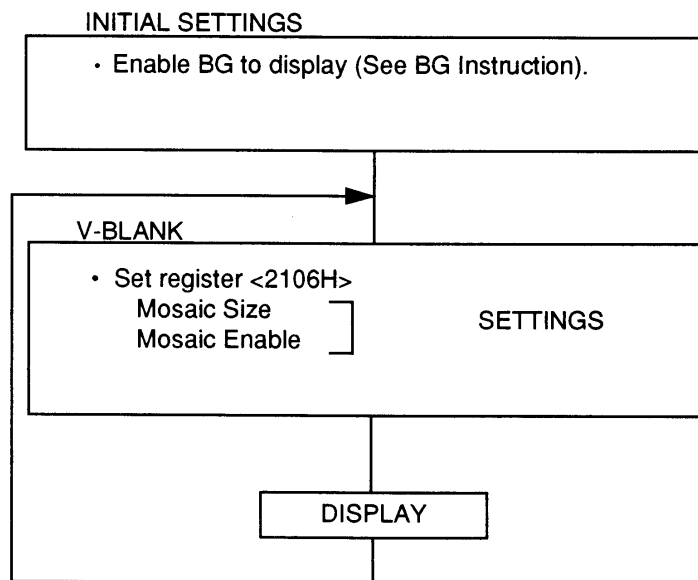 INITIAL SETTINGS
• Enable BG to display (See BG Instruction).
V-BLANK
• Set register <2106H>
Mosaic Size
Mosaic Enable
SETTINGS
DISPLAY